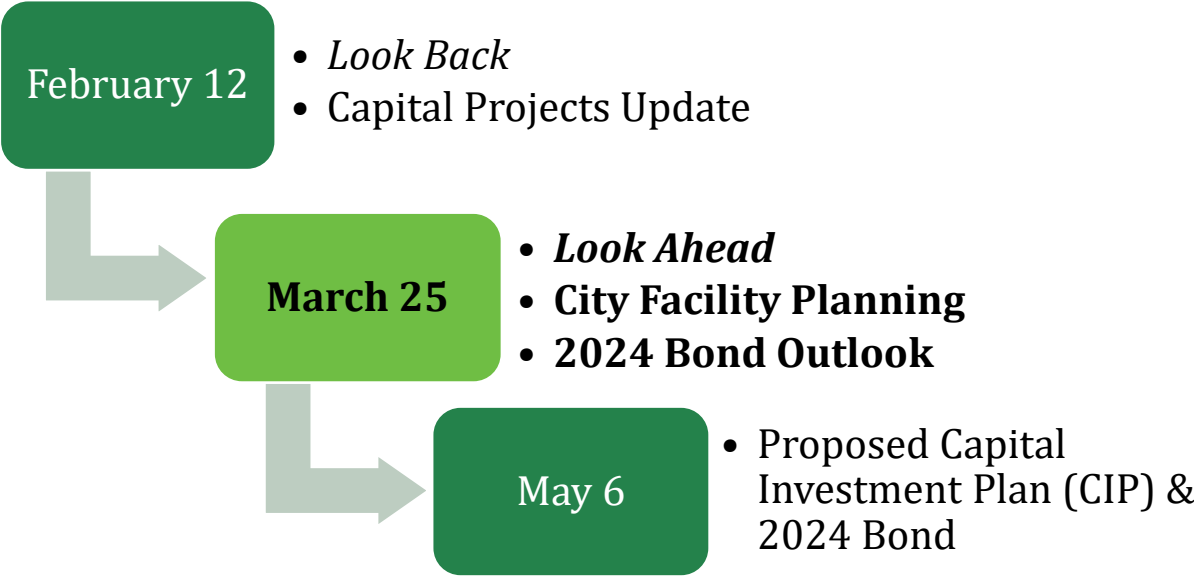 February 12
• Look Back
• Capital Projects Update
March 25
• Look Ahead
• City Facility Planning
• 2024 Bond Outlook
May 6
• Proposed Capital
Investment Plan (CIP) &
2024 Bond